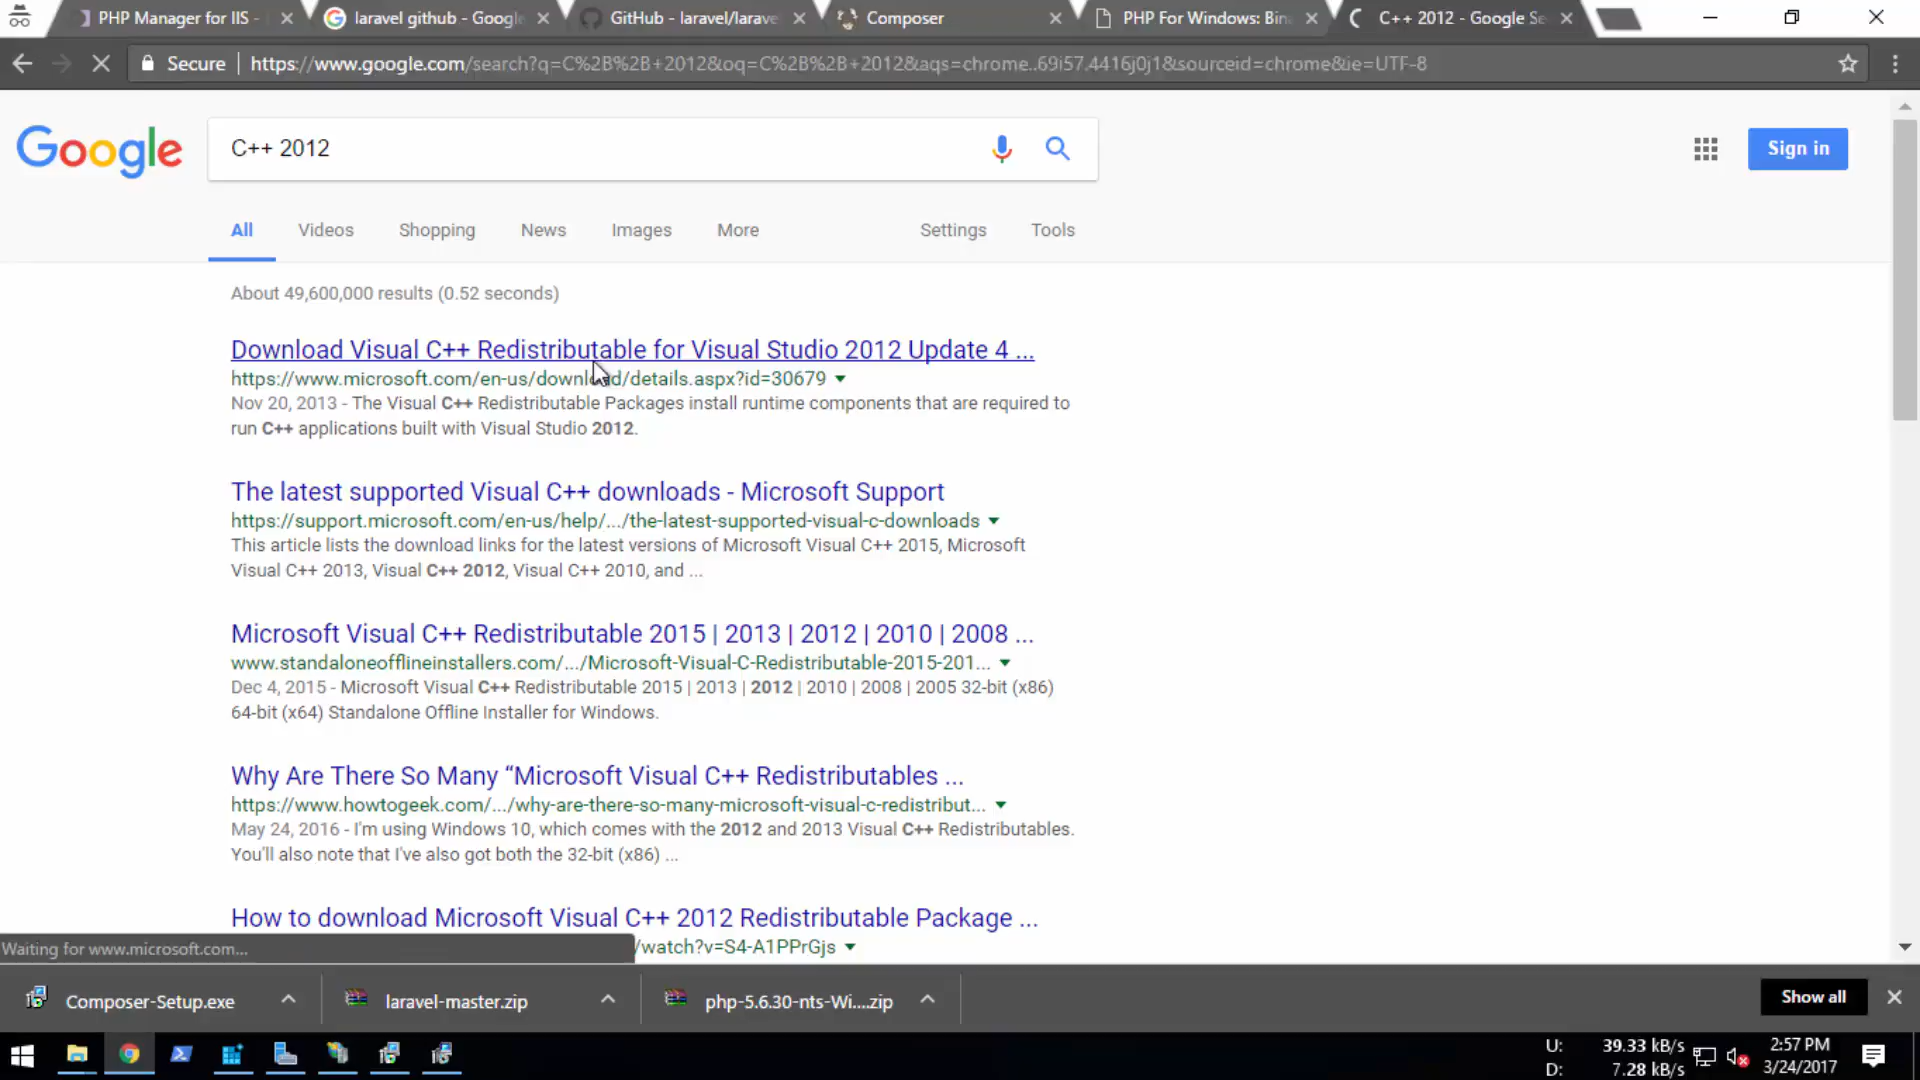 PHP Manager for IIS -
laravel github - Google
GitHub - laravel/larave
Composer
PHP For Windows: Bin
C++ 2012 - Google Se
Secure
https://www.google.com/search?q=C%2B%2B+2012&oq=C%2B%2B+2012&aqs=chrome..69i57.4416j0j1&sourceid=chrome&ie=UTF-8
Google
C++ 2012
Sign in
All
Videos
Shopping
News
Images
More
Settings
Tools
About 49,600,000 results (0.52 seconds)
Download Visual C++ Redistributable for Visual Studio 2012 Update 4 ...
https://www.microsoft.com/en-us/download/details.aspx?id=30679
Nov 20, 2013 - The Visual C++ Redistributable Packages install runtime components that are required to
run C++ applications built with Visual Studio 2012.
The latest supported Visual C++ downloads - Microsoft Support
https://support.microsoft.com/en-us/help/.../the-latest-supported-visual-c-downloads
This article lists the download links for the latest versions of Microsoft Visual C++ 2015, Microsoft
Visual C++ 2013, Visual C++ 2012, Visual C++ 2010, and ...
Microsoft Visual C++ Redistributable 2015 | 2013 | 2012 | 2010 | 2008 ...
www.standaloneofflineinstallers.com/.../Microsoft-Visual-C-Redistributable-2015-201...
Dec 4, 2015 - Microsoft Visual C++ Redistributable 2015 | 2013 | 2012 | 2010 | 2008 | 2005 32-bit (x86)
64-bit (x64) Standalone Offline Installer for Windows.
Why Are There So Many “Microsoft Visual C++ Redistributables ...
https://www.howtogeek.com/.../why-are-there-so-many-microsoft-visual-c-redistribut...
May 24, 2016 - I'm using Windows 10, which comes with the 2012 and 2013 Visual C++ Redistributables.
You'll also note that I've also got both the 32-bit (x86) ...
How to download Microsoft Visual C++ 2012 Redistributable Package ...
Waiting for www.microsoft.com...
/watch?v=S4-A1PPrGjs
Composer-Setup.exe
laravel-master.zip
php-5.6.30-nts-Wi....zip
Show all
U: 39.33 kB/s
D: 7.28 kB/s
2:57 PM
3/24/2017